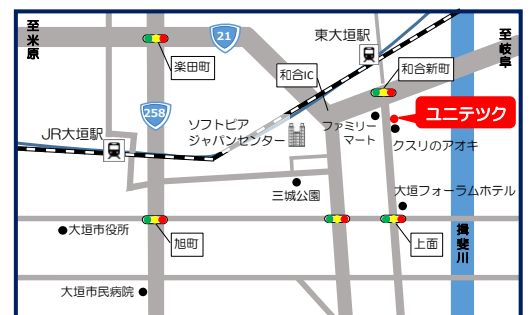 至米原
21
東大垣駅
至岐阜
楽田町
和合IC
和合新町
258
ソフトピア
ジャパンセンター
ファミリー
マート
ユニテツク
クスリのアオキ
JR大垣駅
三城公園
大垣フォーラムホテル
大垣市役所
旭町
上面
揖斐川
大垣市民病院